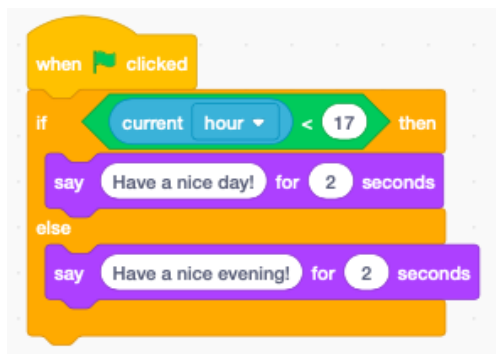 when clicked
if current hour < 17 then
say Have a nice day! for 2 seconds
else
say Have a nice evening! for 2 seconds